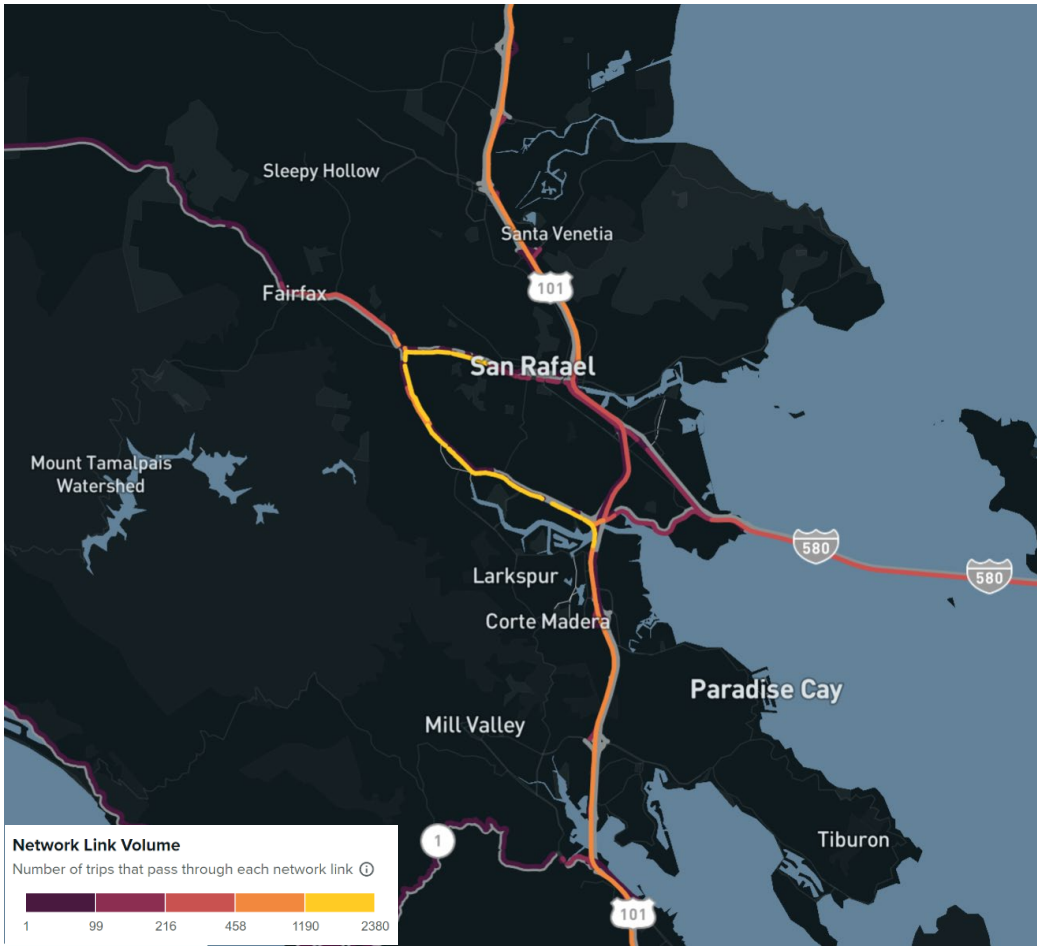 Sleepy Hollow
Santa Venetia
101
Fairfax
San Rafael
Mount Tamalpais
Watershed
580
580
Larkspur
Corte Madera
Paradise Cay
Mill Valley
1
Tiburon
101
Network Link Volume
Number of trips that pass through each network link
1 99 216 458 1190 2380